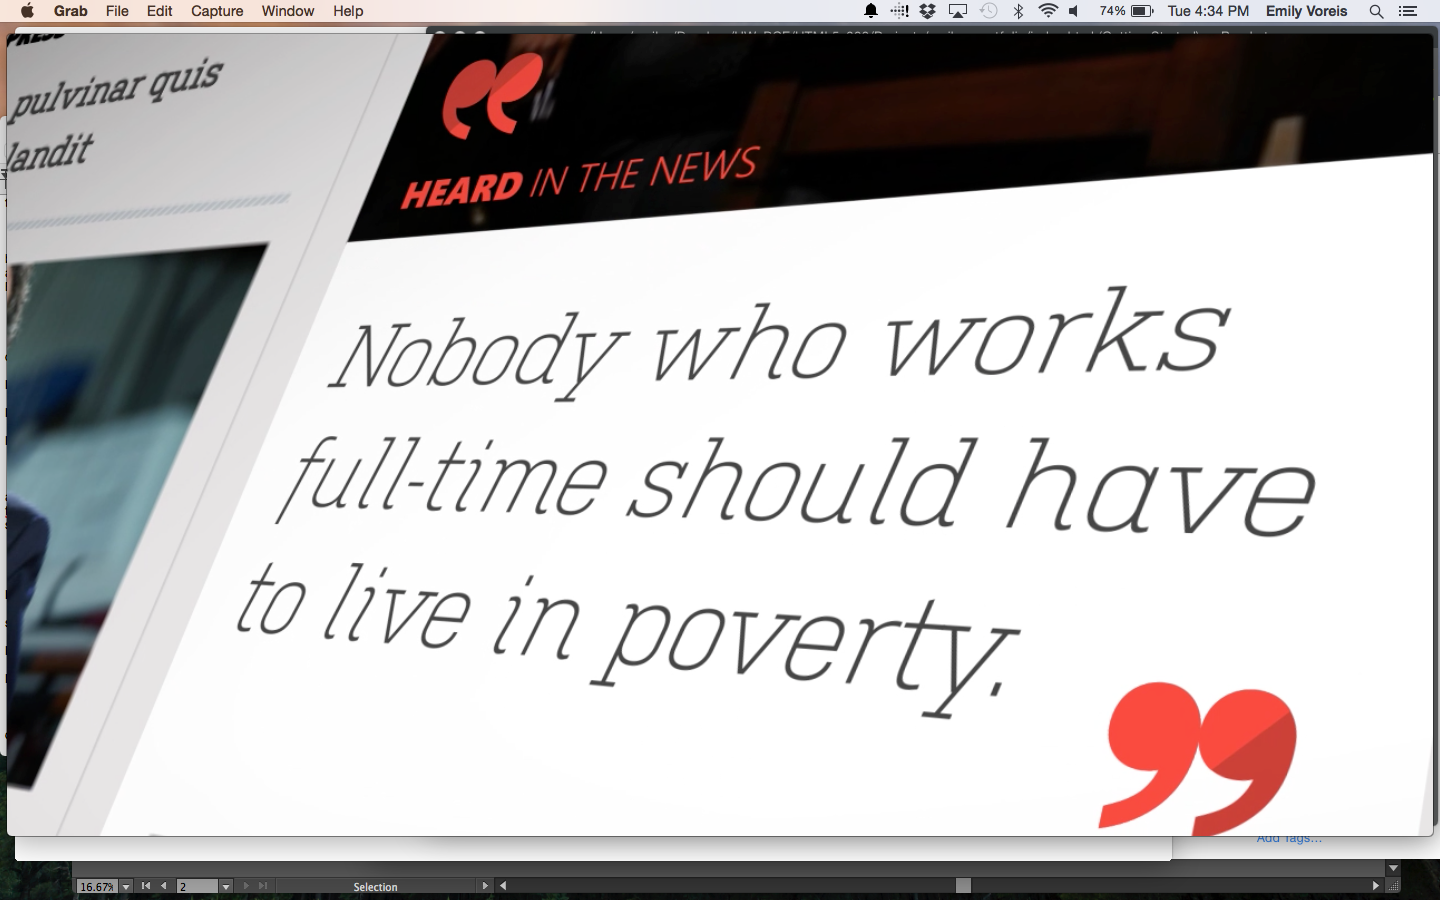 Grab File Edit Capture Window Help 74% Tue 4:34 PM Emily Voreis
pulvinar quis
landit
HEARD IN THE NEWS
Nobody who works
full-time should have
to live in poverty.
Add Tags...
16.67% 2 Selection